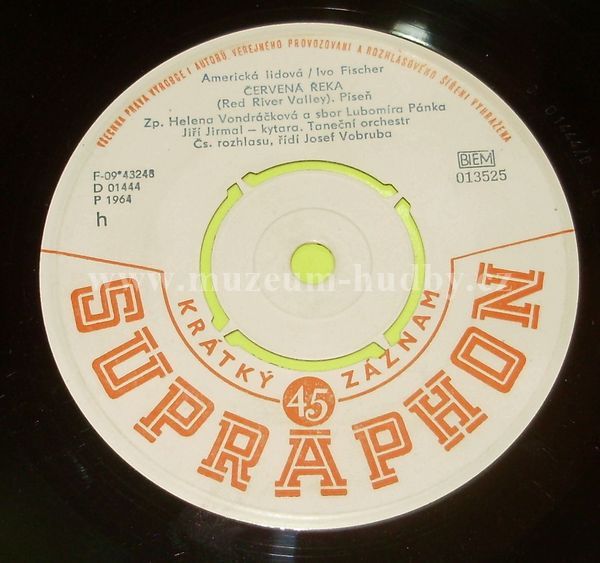 VŠECHNA PRÁVA VÝROBCE I AUTORŮ VEŘEJNÉHO PROVOZOVÁNÍ A ROZHLASOVÉHO ŠÍŘENÍ VYHRAŽENA
Americká lidová / Ivo Fischer
ČERVENÁ ŘEKA
(Red River Valley). Píseň
Zp. Helena Vondráčková a sbor Lubomíra Pánka
Jiří Jirmal – kytara. Taneční orchestr
Čs. rozhlasu, řídí Josef Vobruba
F-09*43248
D 01444
P 1964
h
BIEM
013525
www.muzeum-hudby.cz
KRÁTKÝ 45 ZÁZNAM
SUPRAPHON